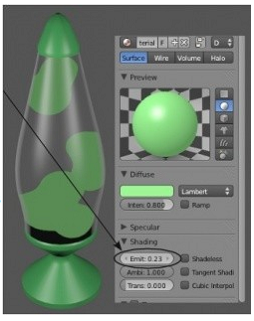 terial F D
Surface Wire Volume Halo
Preview
Diffuse
Lambert
Inten: 0.800 Ramp
Specular
Shading
Emit: 0.23 Shadeless
Ambi: 1.000 Tangent Shadi
Trans: 0.000 Cubic Interpol